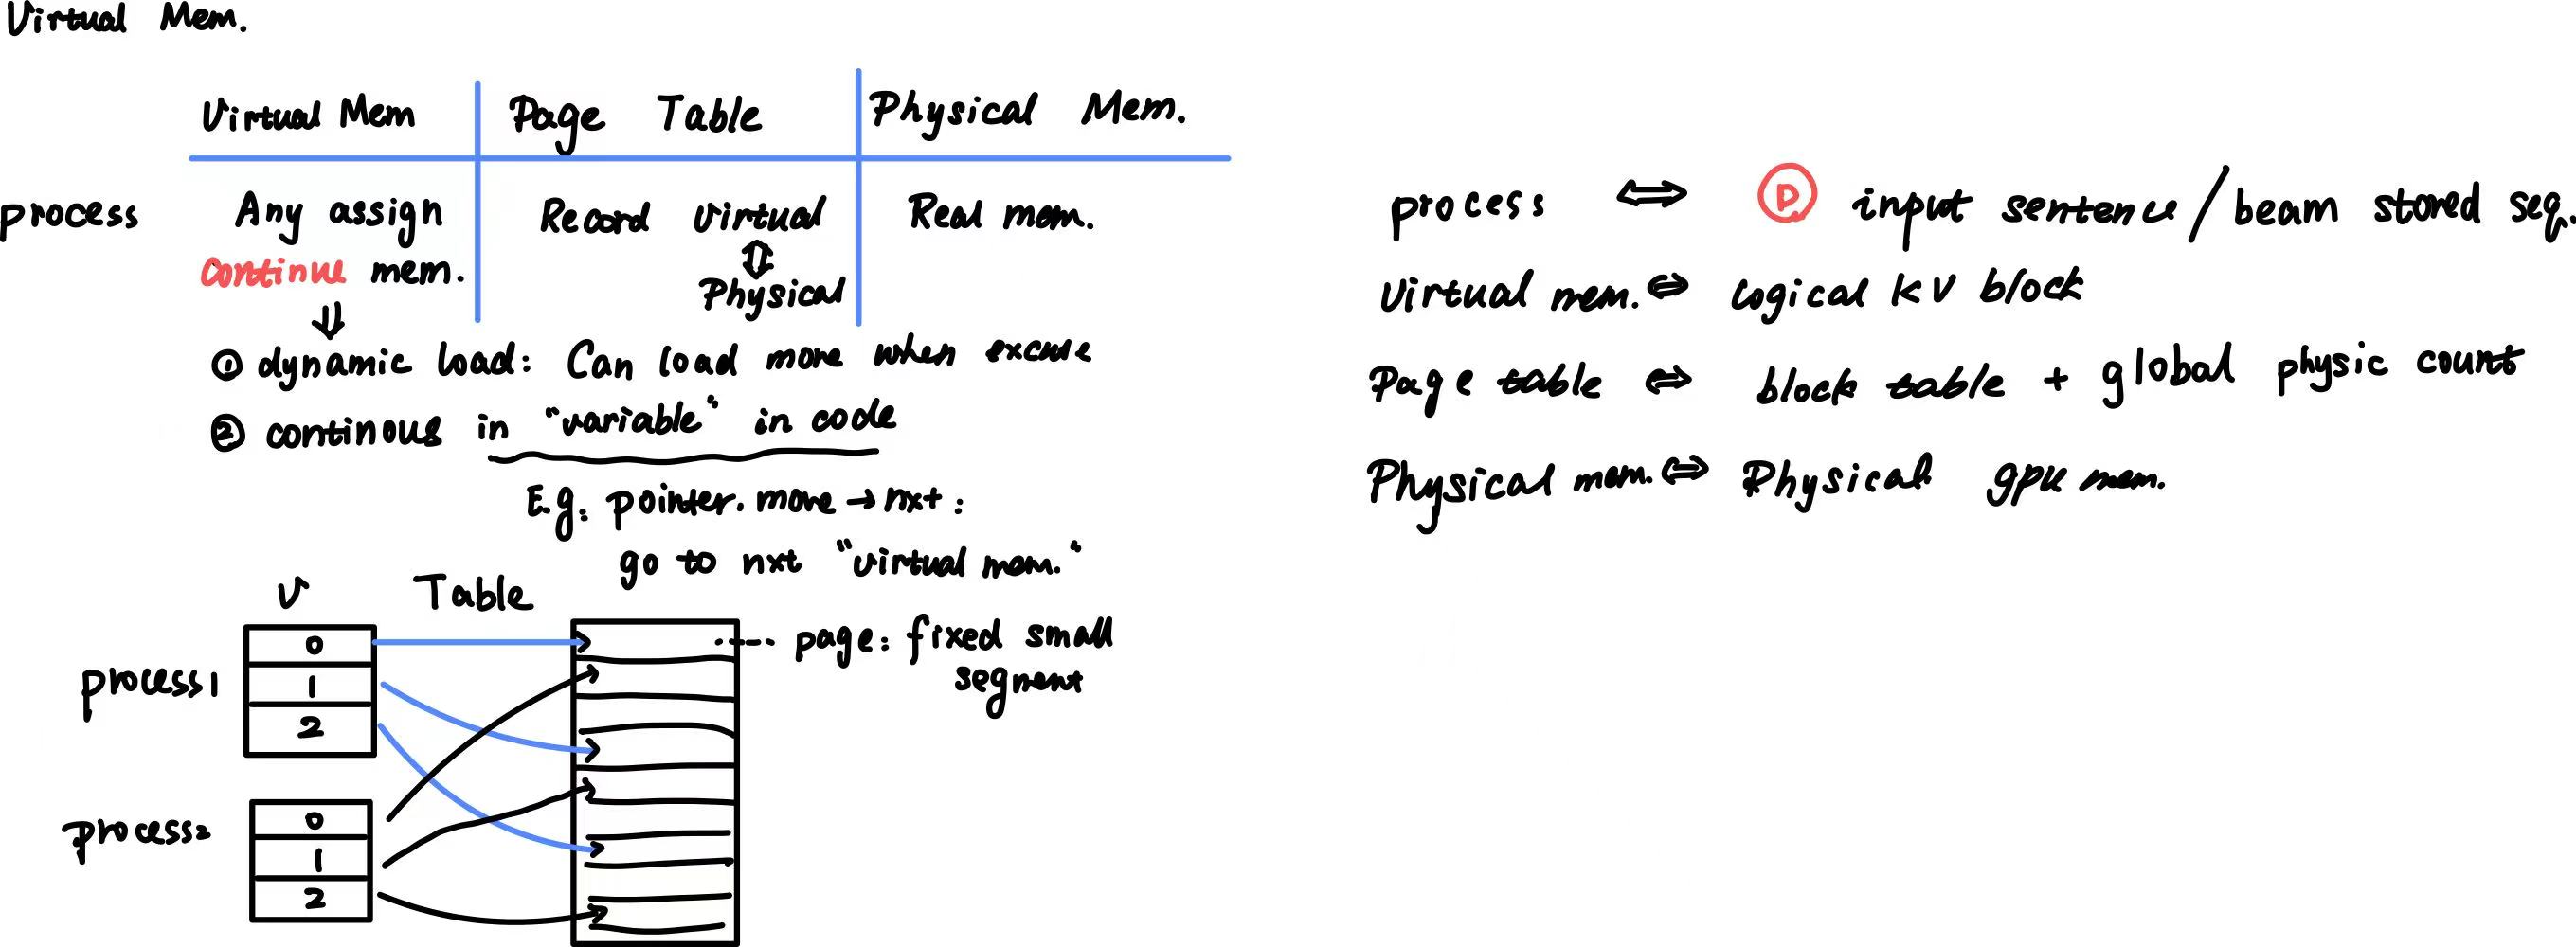 Virtual Mem.
Virtual Mem Page Table Physical Mem.
process Any assign Record virtual Real mem.
continue mem. ⇕
Physical
⇓
① dynamic load: Can load more when excute
② continous in "variable" in code
E.g. pointer.move → nxt:
go to nxt "virtual mem."
V Table
process1
0
1
2
process2
0
1
2
---- page: fixed small
segment
process ⇔ Ⓟ input sentence / beam stored seq.
Virtual mem. ⇔ logical KV block
Page table ⇔ block table + global physic count
Physical mem. ⇔ Physical gpu mem.